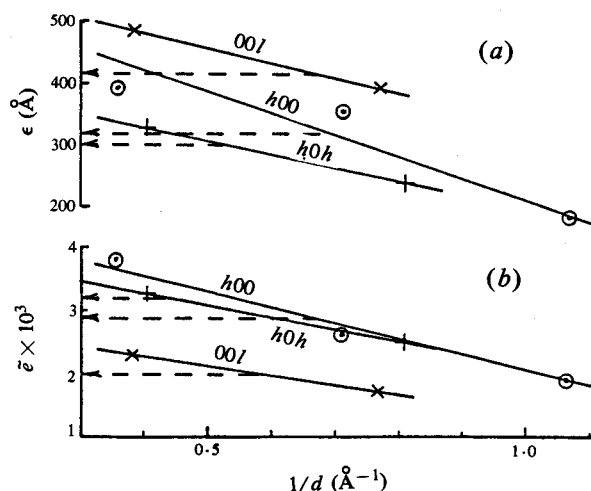 500
400
300
200
ϵ (Å)
(a)
00l
h00
h0h
4
3
2
1
ẽ × 10³
(b)
h00
h0h
00l
0·5
1·0
1/d (Å⁻¹)